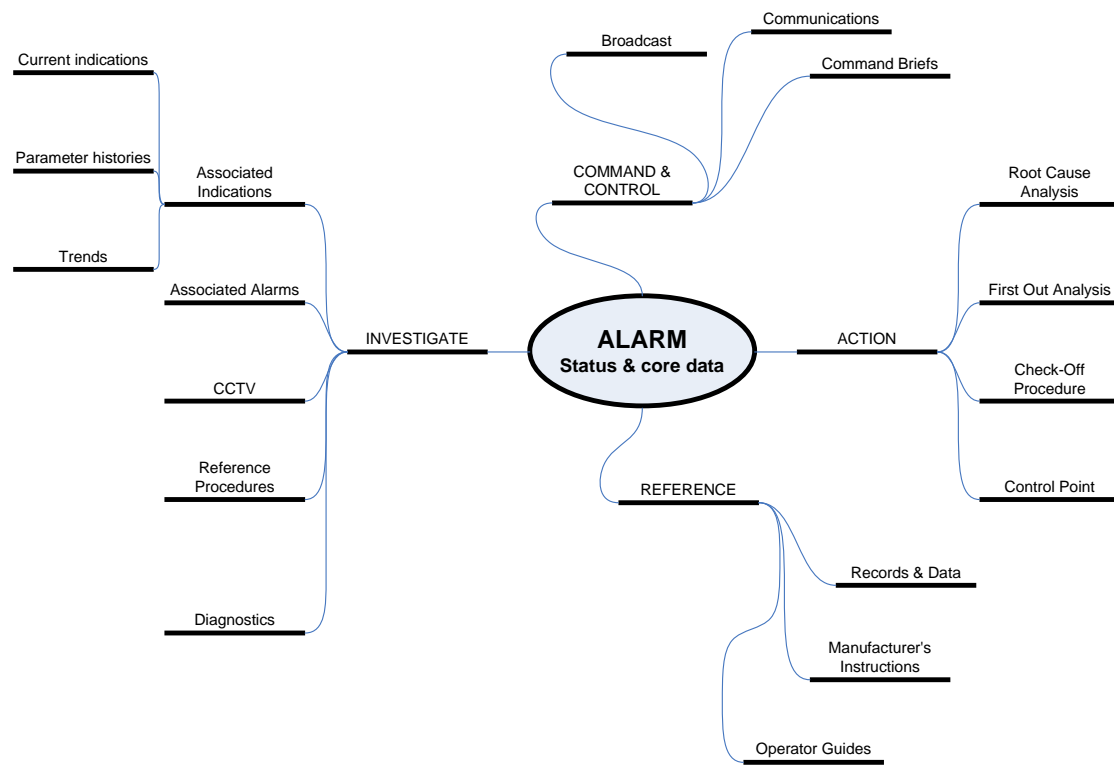 Communications
Broadcast
Command Briefs
Current indications
Parameter histories
Trends
Associated
Indications
Associated Alarms
CCTV
Reference
Procedures
Diagnostics
INVESTIGATE
COMMAND &
CONTROL
ALARM
Status & core data
ACTION
Root Cause
Analysis
First Out Analysis
Check-Off
Procedure
Control Point
REFERENCE
Records & Data
Manufacturer's
Instructions
Operator Guides